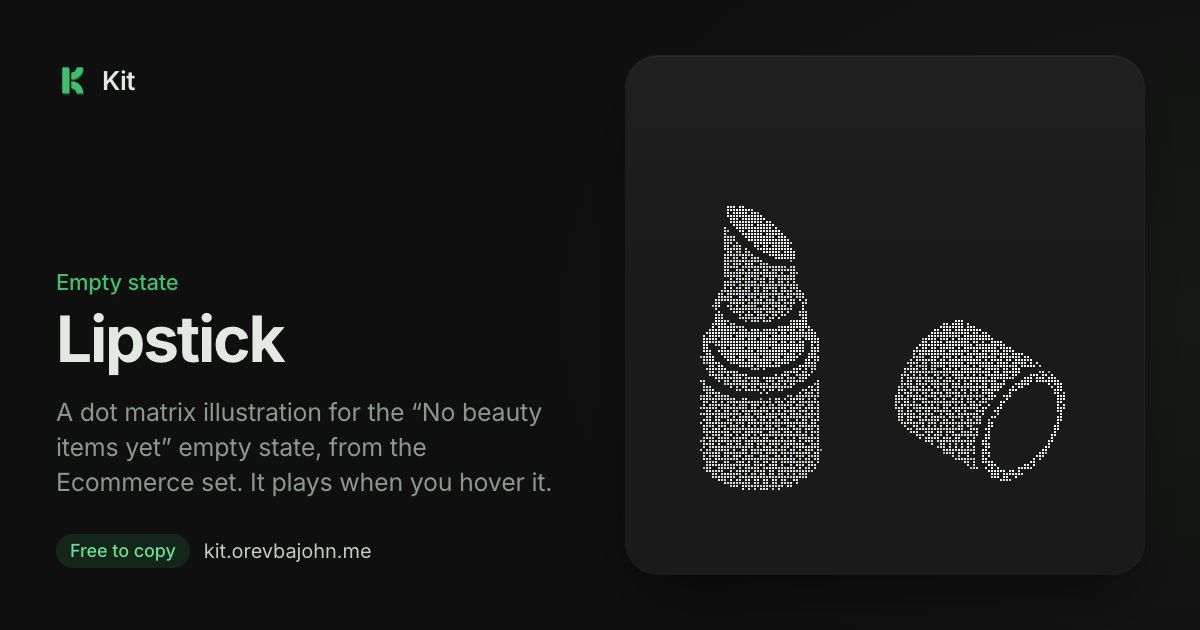 Kit
Empty state
Lipstick
A dot matrix illustration for the “No beauty
items yet” empty state, from the
Ecommerce set. It plays when you hover it.
Free to copy
kit.orevbajohn.me